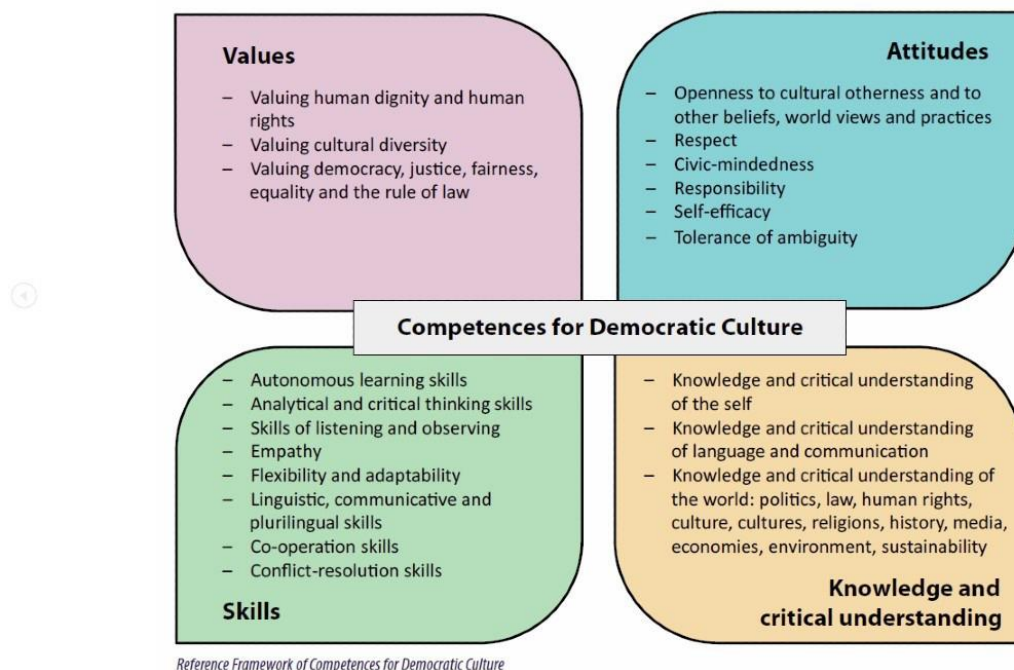 Values
– Valuing human dignity and human
rights
– Valuing cultural diversity
– Valuing democracy, justice, fairness,
equality and the rule of law
Attitudes
– Openness to cultural otherness and to
other beliefs, world views and practices
– Respect
– Civic-mindedness
– Responsibility
– Self-efficacy
– Tolerance of ambiguity
Competences for Democratic Culture
– Autonomous learning skills
– Analytical and critical thinking skills
– Skills of listening and observing
– Empathy
– Flexibility and adaptability
– Linguistic, communicative and
plurilingual skills
– Co-operation skills
– Conflict-resolution skills
Skills
– Knowledge and critical understanding
of the self
– Knowledge and critical understanding
of language and communication
– Knowledge and critical understanding of
the world: politics, law, human rights,
culture, cultures, religions, history, media,
economies, environment, sustainability
Knowledge and
critical understanding
Reference Framework of Competences for Democratic Culture